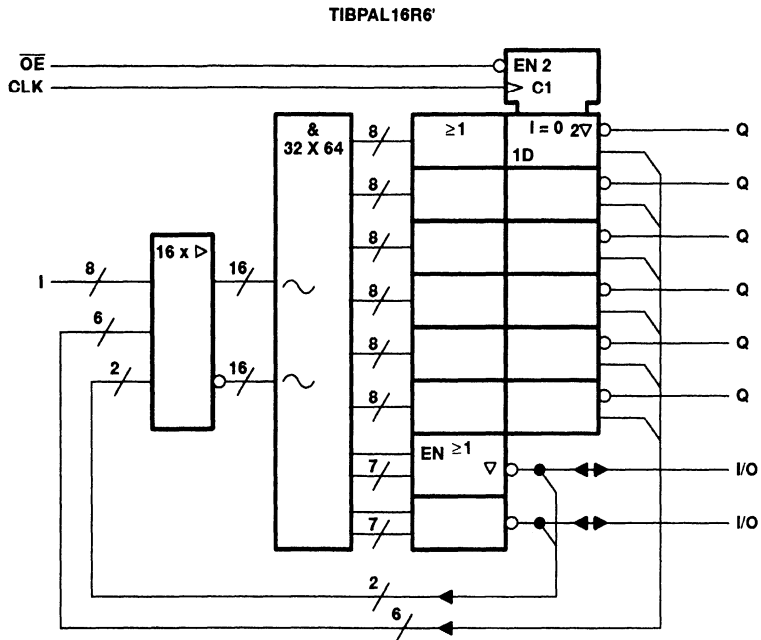 TIBPAL16R6'
OE
EN 2
CLK
C1
&
32 X 64
8
≥1
I = 0 2▽
Q
1D
8
Q
8
Q
16 x ▷
I
8
16
8
Q
6
8
Q
2
16
8
Q
EN ≥1
7
▽
I/O
7
I/O
2
6